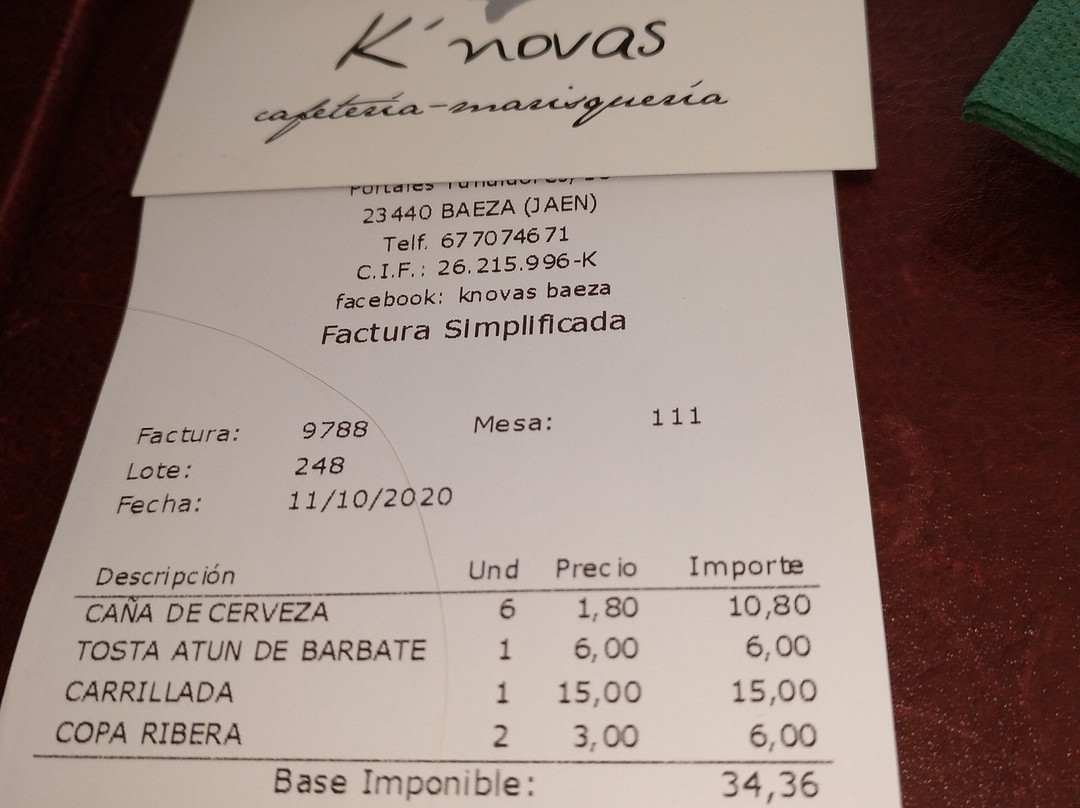 K'novas
cafetería-marisquería
Portales Tundidores,
23440 BAEZA (JAEN)
Telf. 677074671
C.I.F.: 26.215.996-K
facebook: knovas baeza
Factura Simplificada
Factura: 9788 Mesa: 111
Lote: 248
Fecha: 11/10/2020
Descripción Und Precio Importe
CAÑA DE CERVEZA 6 1,80 10,80
TOSTA ATUN DE BARBATE 1 6,00 6,00
CARRILLADA 1 15,00 15,00
COPA RIBERA 2 3,00 6,00
Base Imponible: 34,36